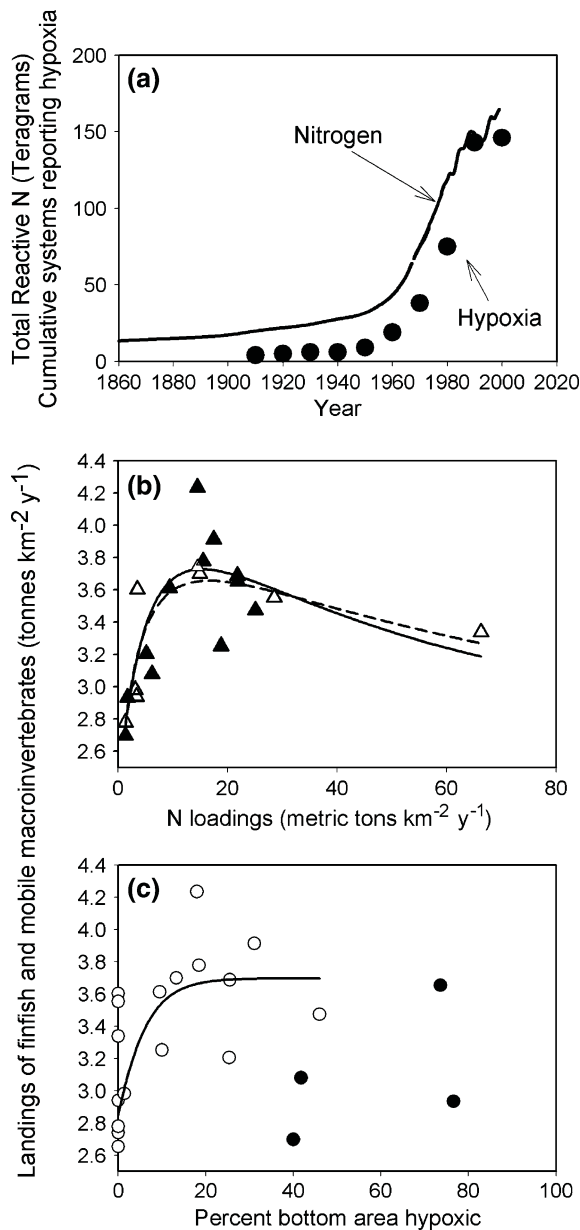 Total Reactive N (Teragrams)
Cumulative systems reporting hypoxia
(a)
200
150
100
50
0
Nitrogen
Hypoxia
1860 1880 1900 1920 1940 1960 1980 2000 2020
Year
Landings of finfish and mobile macroinvertebrates (tonnes km-2 y-1)
(b)
4.4
4.2
4.0
3.8
3.6
3.4
3.2
3.0
2.8
2.6
0 20 40 60 80
N loadings (metric tons km-2 y-1)
(c)
4.4
4.2
4.0
3.8
3.6
3.4
3.2
3.0
2.8
2.6
0 20 40 60 80 100
Percent bottom area hypoxic